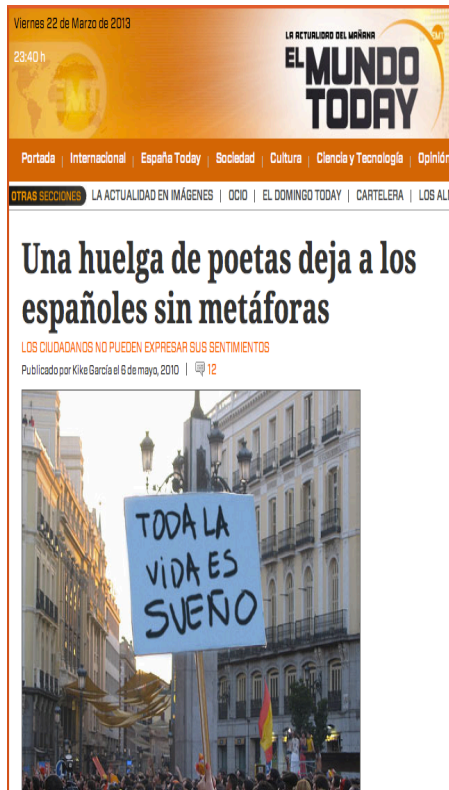 Viernes 22 de Marzo de 2013
23:40 h
LA ACTUALIDAD DEL MAÑANA
EL MUNDO
TODAY
EMT
Portada | Internacional | España Today | Sociedad | Cultura | Ciencia y Tecnología | Opinión
OTRAS SECCIONES LA ACTUALIDAD EN IMÁGENES | OCIO | EL DOMINGO TODAY | CARTELERA | LOS
Una huelga de poetas deja a los
españoles sin metáforas
LOS CIUDADANOS NO PUEDEN EXPRESAR SUS SENTIMIENTOS
Publicado por Kike García el 6 de mayo, 2010 | 12
TODA LA
VIDA ES
SUEÑO